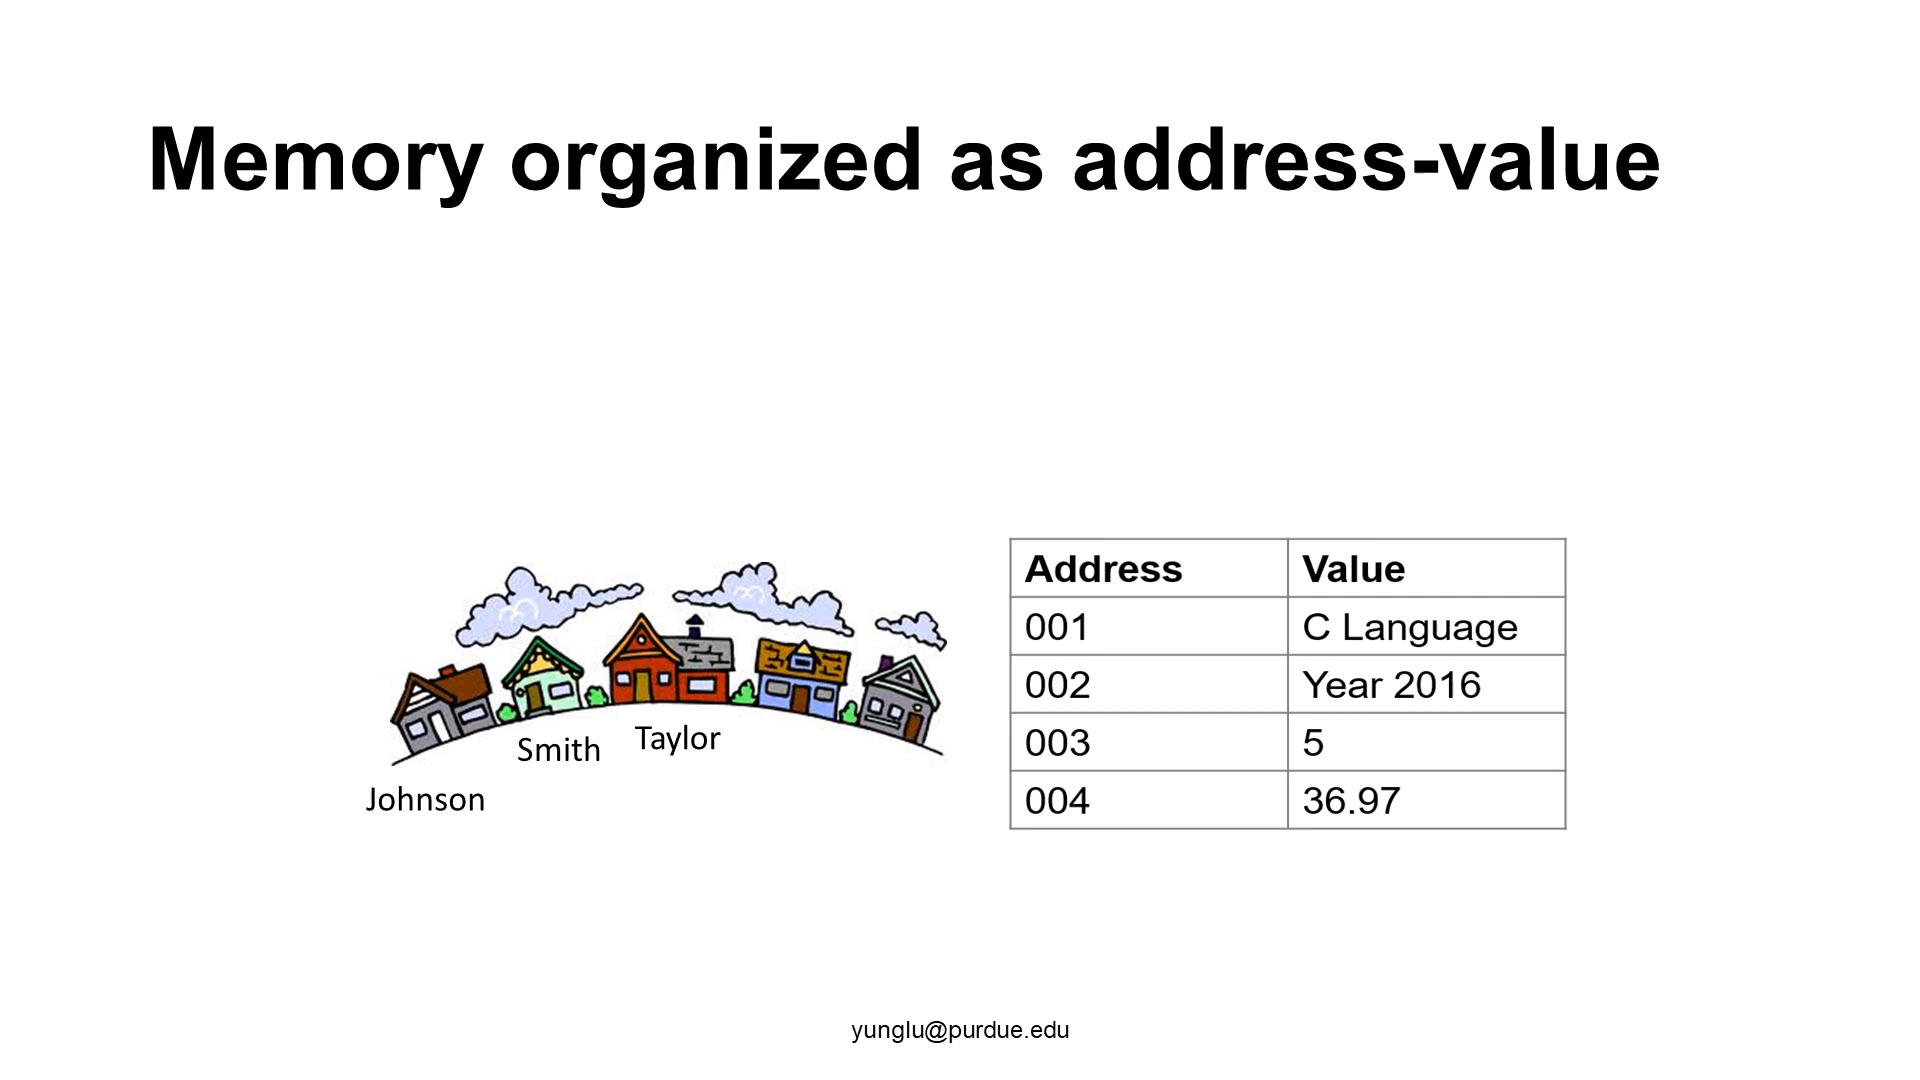 Memory organized as address-value
Johnson
Smith
Taylor
Address Value
001 C Language
002 Year 2016
003 5
004 36.97
yunglu@purdue.edu